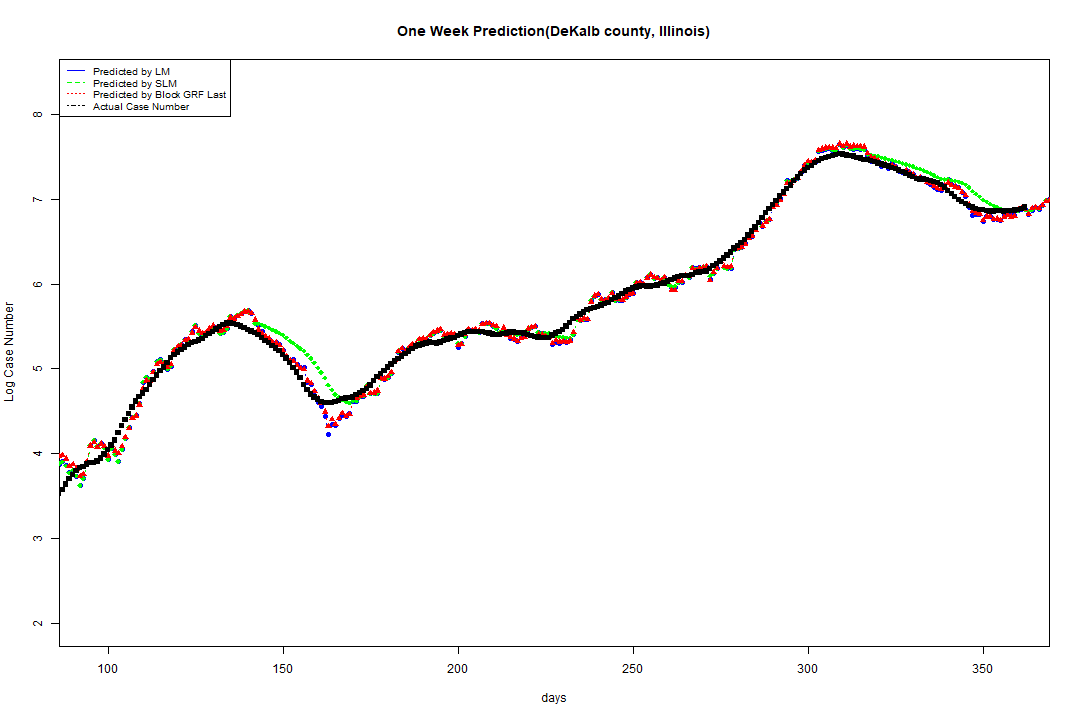 One Week Prediction(DeKalb county, Illinois)
Predicted by LM
Predicted by SLM
Predicted by Block GRF Last
Actual Case Number
Log Case Number
8
7
6
5
4
3
2
100 150 200 250 300 350
days